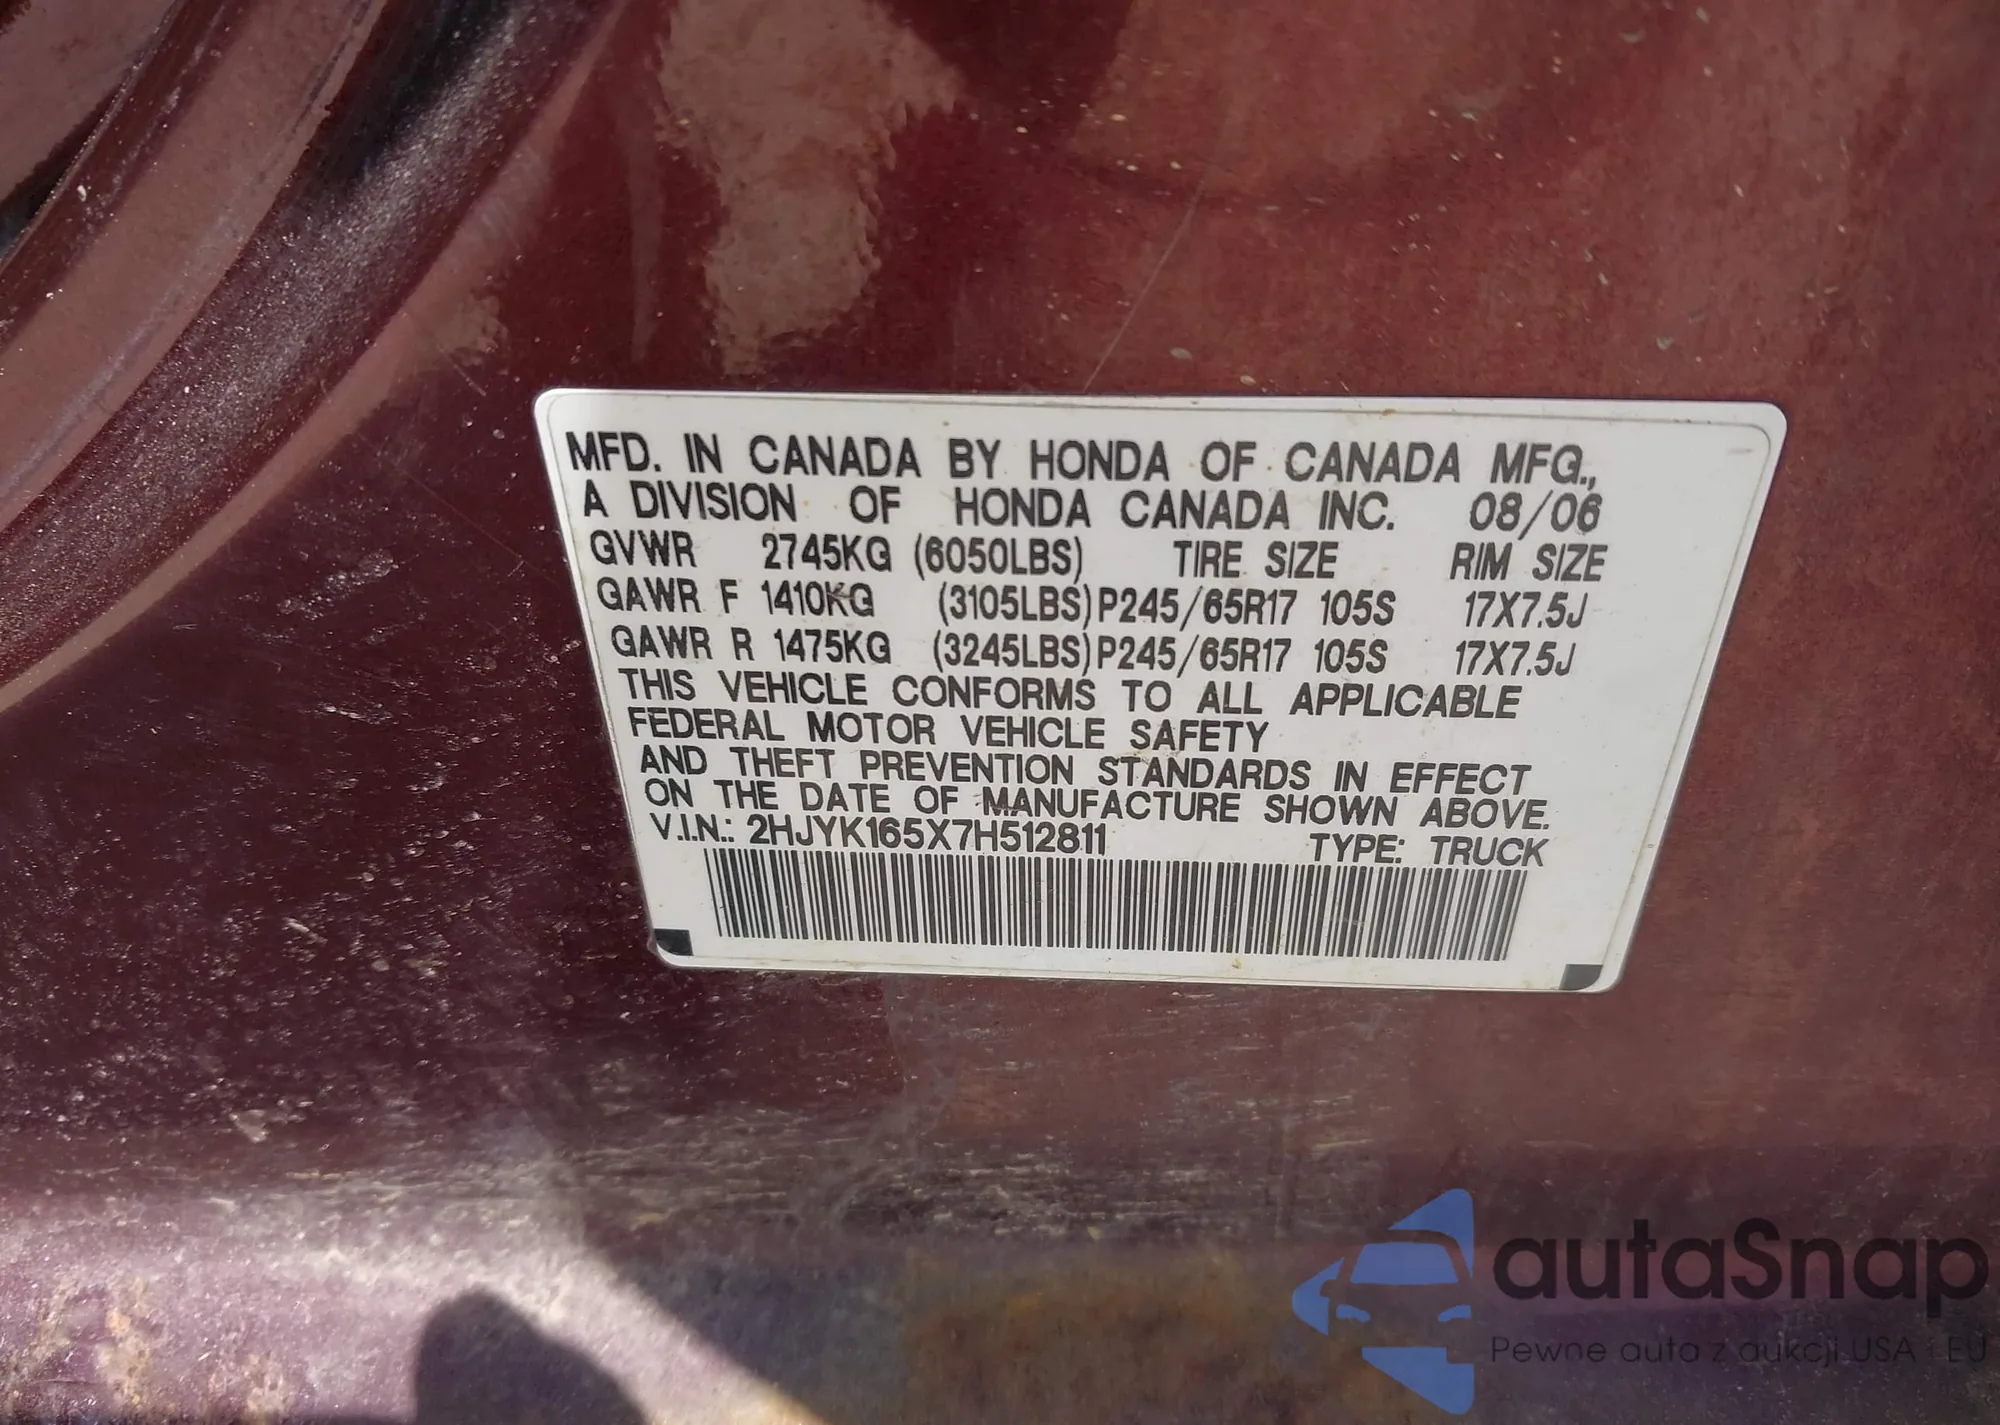 MFD. IN CANADA BY HONDA OF CANADA MFG.,
A DIVISION OF HONDA CANADA INC. 08/06
GVWR 2745KG (6050LBS) TIRE SIZE RIM SIZE
GAWR F 1410KG (3105LBS) P245/65R17 105S 17X7.5J
GAWR R 1475KG (3245LBS) P245/65R17 105S 17X7.5J
THIS VEHICLE CONFORMS TO ALL APPLICABLE
FEDERAL MOTOR VEHICLE SAFETY
AND THEFT PREVENTION STANDARDS IN EFFECT
ON THE DATE OF MANUFACTURE SHOWN ABOVE.
V.I.N.: 2HJYK165X7H512811 TYPE: TRUCK
autaSnap
Pewne auta z aukcji USA i EU